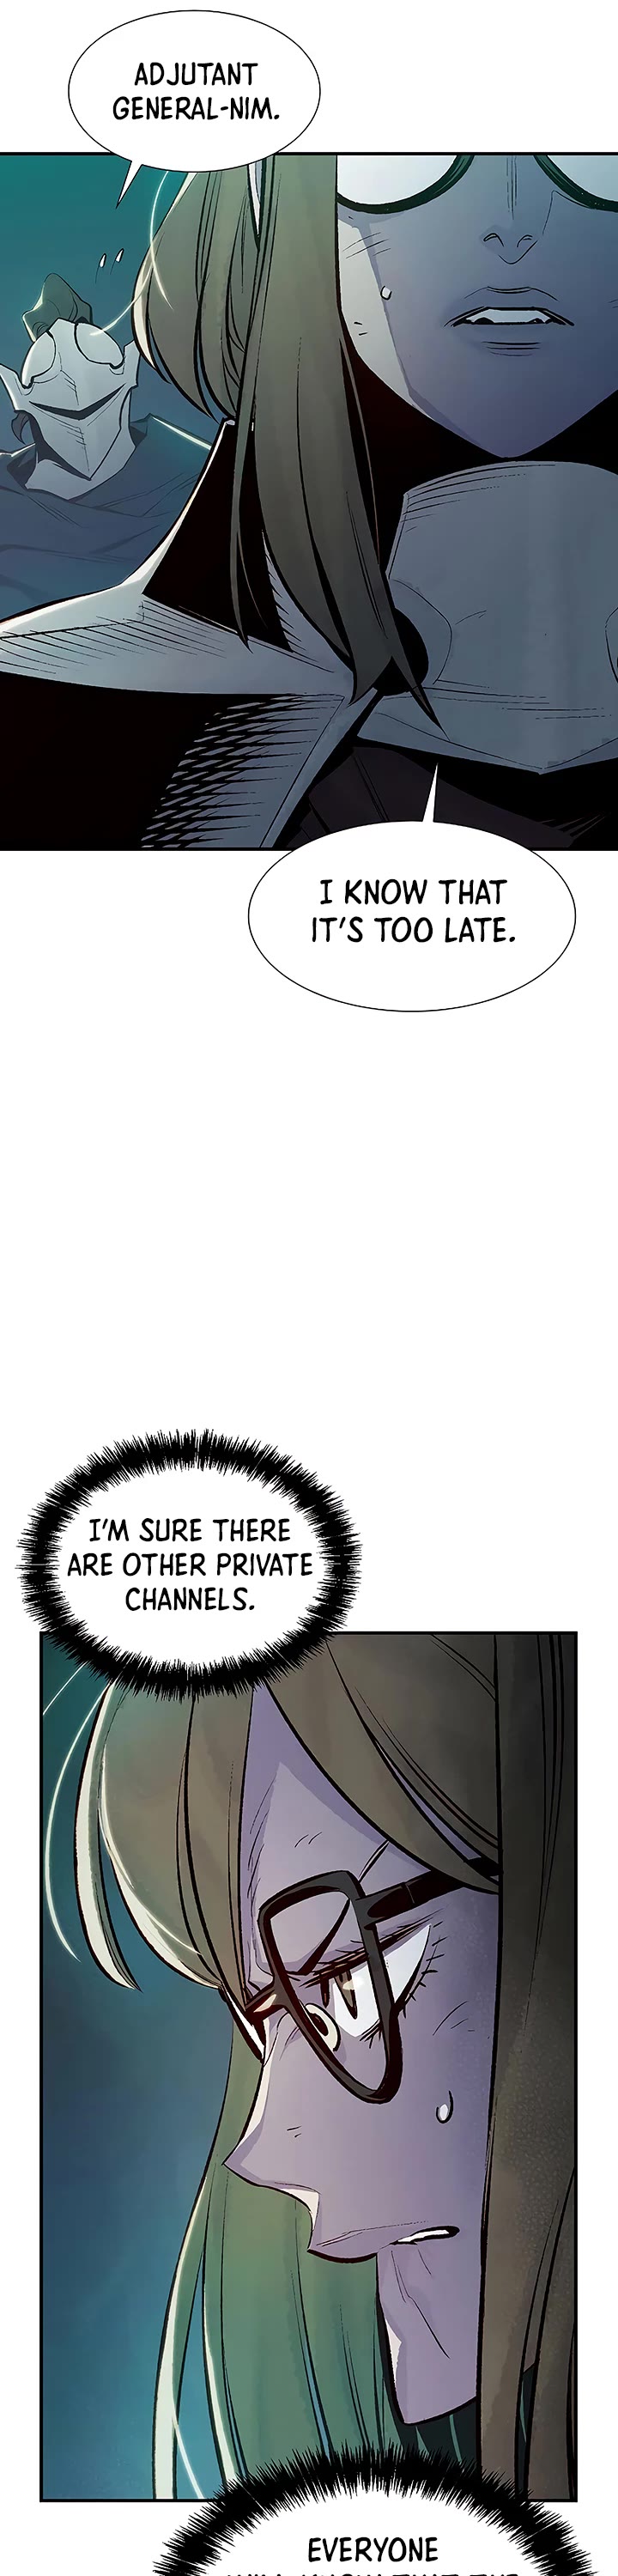 ADJUTANT
GENERAL-NIM.
I KNOW THAT
IT'S TOO LATE.
I'M SURE THERE
ARE OTHER PRIVATE
CHANNELS.
EVERYONE